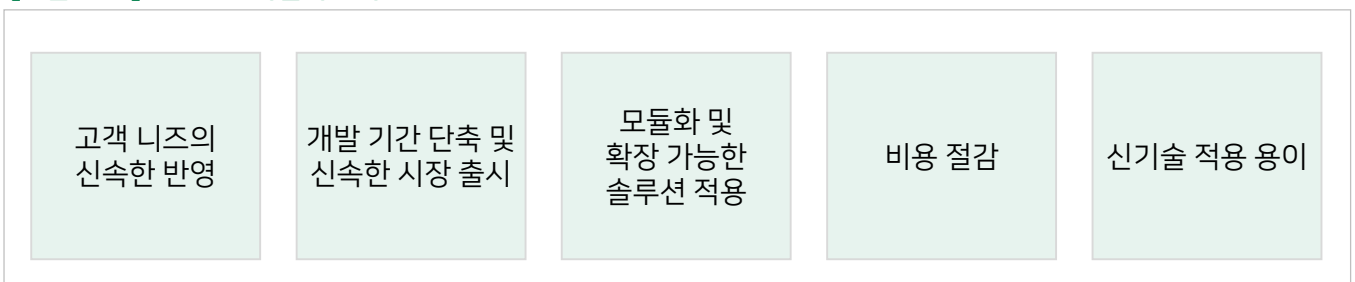 고객 니즈의
신속한 반영
개발 기간 단축 및
신속한 시장 출시
모듈화 및
확장 가능한
솔루션 적용
비용 절감
신기술 적용 용이